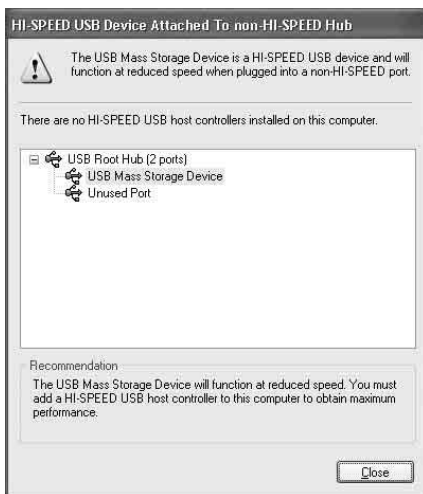 HI-SPEED USB Device Attached To non-HI-SPEED Hub
The USB Mass Storage Device is a HI-SPEED USB device and will
function at reduced speed when plugged into a non-HI-SPEED port.
There are no HI-SPEED USB host controllers installed on this computer.
USB Root Hub (2 ports)
USB Mass Storage Device
Unused Port
Recommendation
The USB Mass Storage Device will function at reduced speed. You must
add a HI-SPEED USB host controller to this computer to obtain maximum
performance.
Close